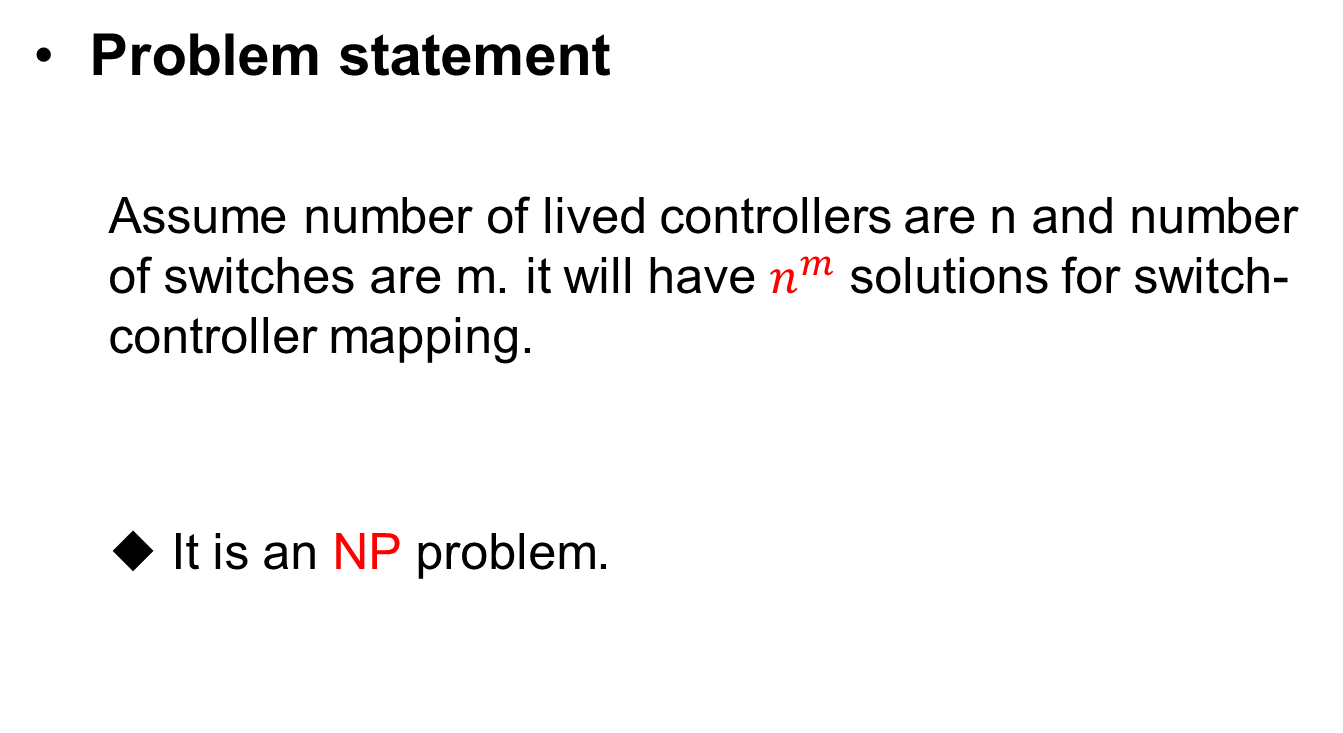 • Problem statement
Assume number of lived controllers are n and number
of switches are m. it will have n^m solutions for switch-
controller mapping.
◆ It is an NP problem.